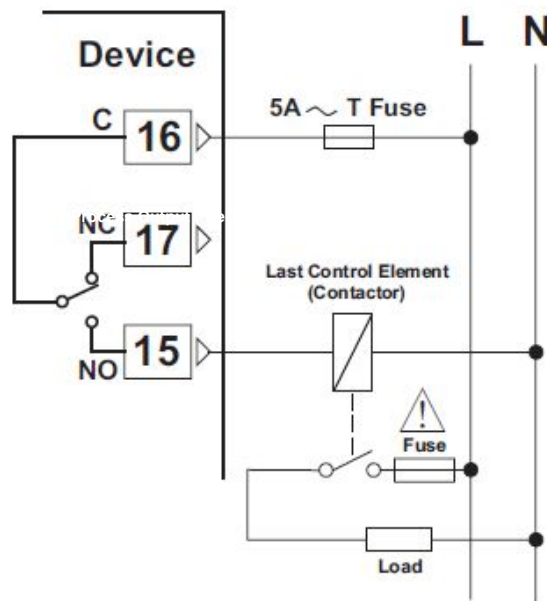 L N
Device
5A ~ T Fuse
C
16
NC
17
Last Control Element
(Contactor)
15
NO
!
Fuse
Load